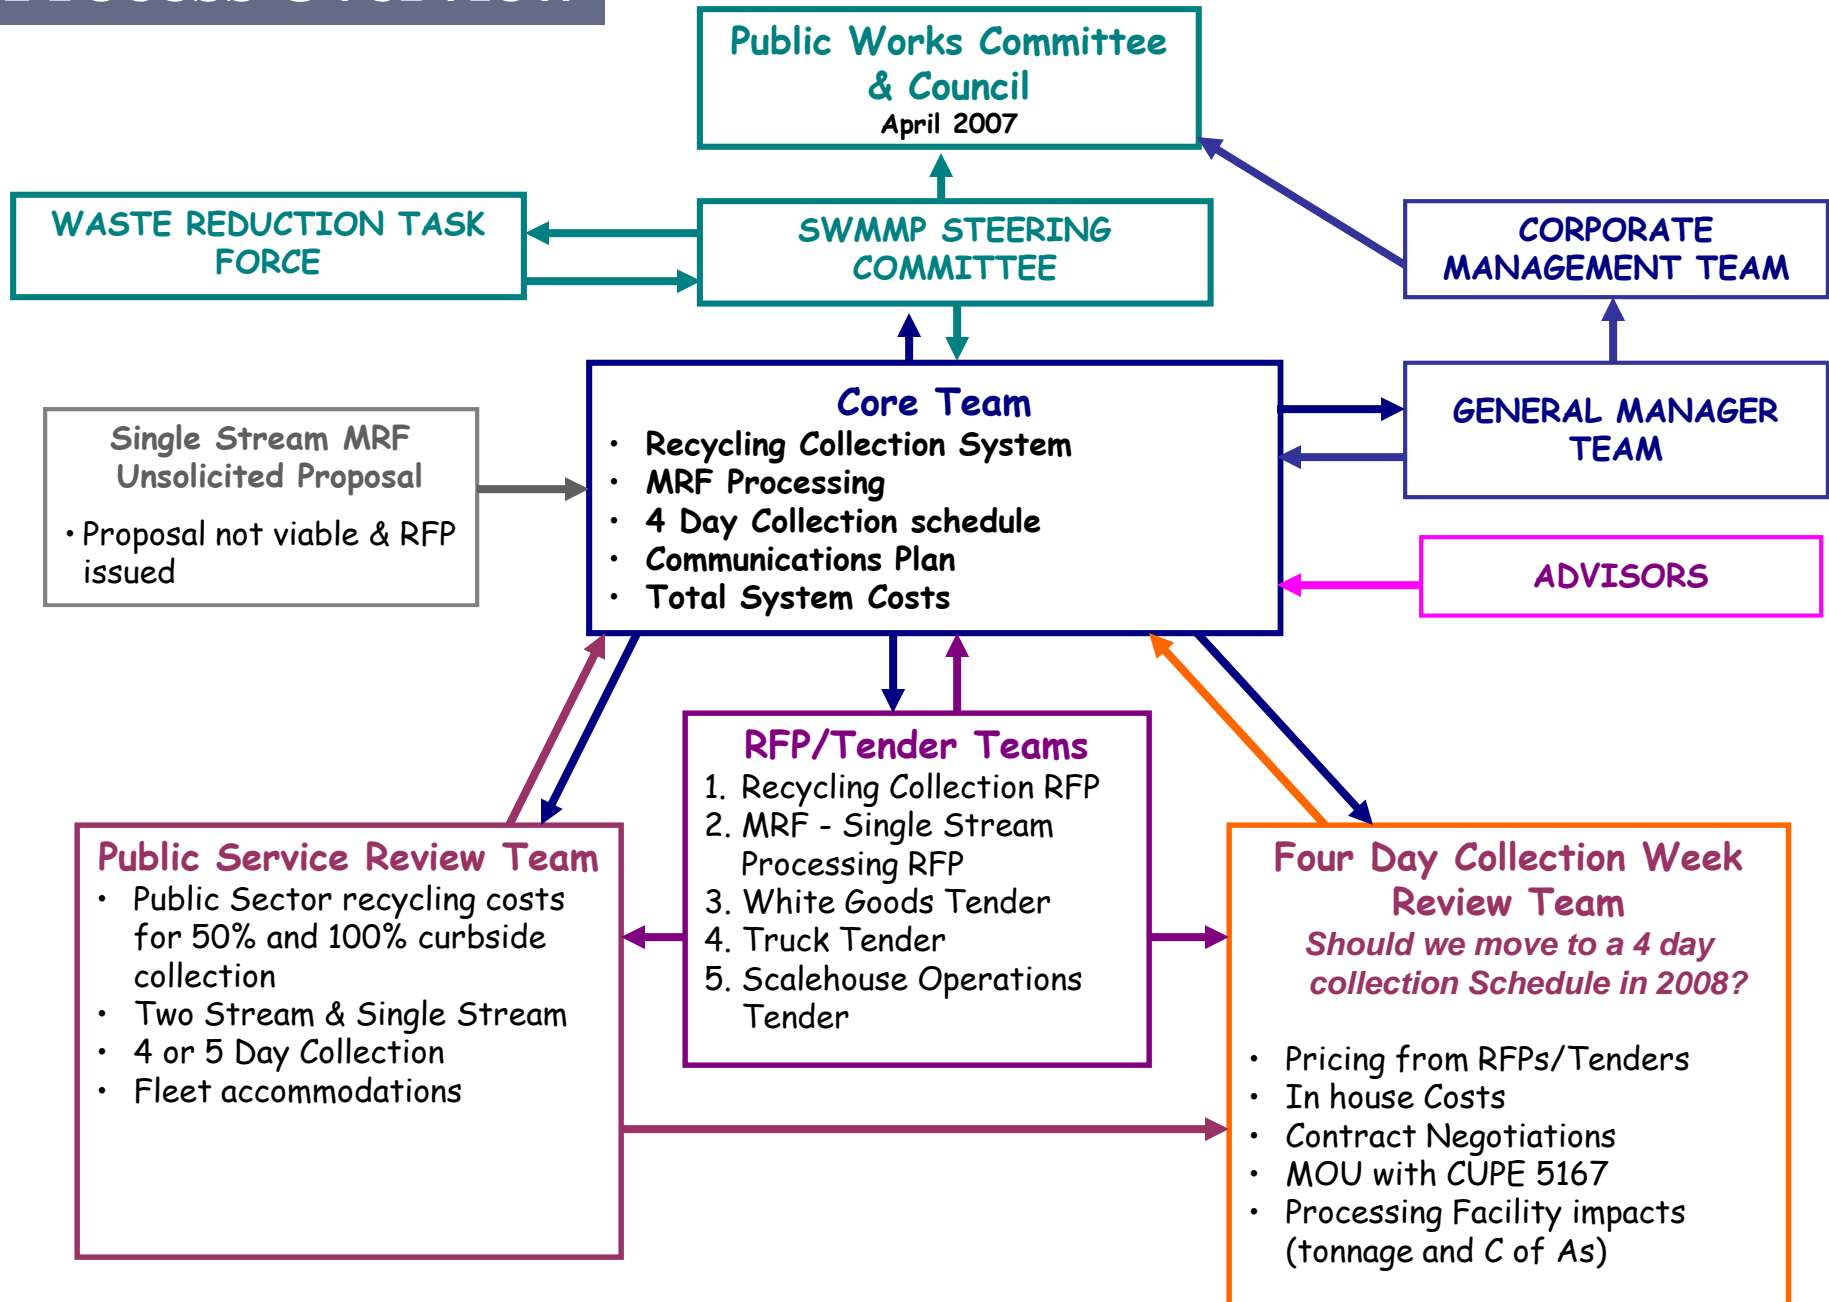 Public Works Committee
& Council
April 2007
WASTE REDUCTION TASK
FORCE
SWMMP STEERING
COMMITTEE
CORPORATE
MANAGEMENT TEAM
Single Stream MRF
Unsolicited Proposal
• Proposal not viable & RFP
issued
Core Team
• Recycling Collection System
• MRF Processing
• 4 Day Collection schedule
• Communications Plan
• Total System Costs
GENERAL MANAGER
TEAM
ADVISORS
Public Service Review Team
• Public Sector recycling costs
for 50% and 100% curbside
collection
• Two Stream & Single Stream
• 4 or 5 Day Collection
• Fleet accommodations
RFP/Tender Teams
1. Recycling Collection RFP
2. MRF - Single Stream
Processing RFP
3. White Goods Tender
4. Truck Tender
5. Scalehouse Operations
Tender
Four Day Collection Week
Review Team
Should we move to a 4 day
collection Schedule in 2008?
• Pricing from RFPs/Tenders
• In house Costs
• Contract Negotiations
• MOU with CUPE 5167
• Processing Facility impacts
(tonnage and C of As)